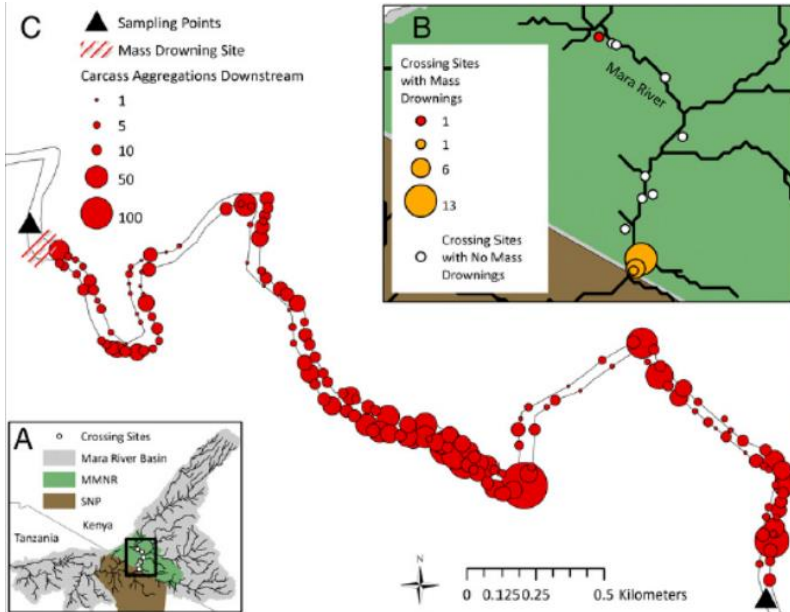 C
Sampling Points
Mass Drowning Site
Carcass Aggregations Downstream
1
5
10
50
100
B
Crossing Sites
with Mass
Drownings
1
1
6
13
Crossing Sites
with No Mass
Drownings
Mara River
A
Crossing Sites
Mara River Basin
MMNR
SNP
Kenya
Tanzania
N
0 0.125 0.25 0.5 Kilometers